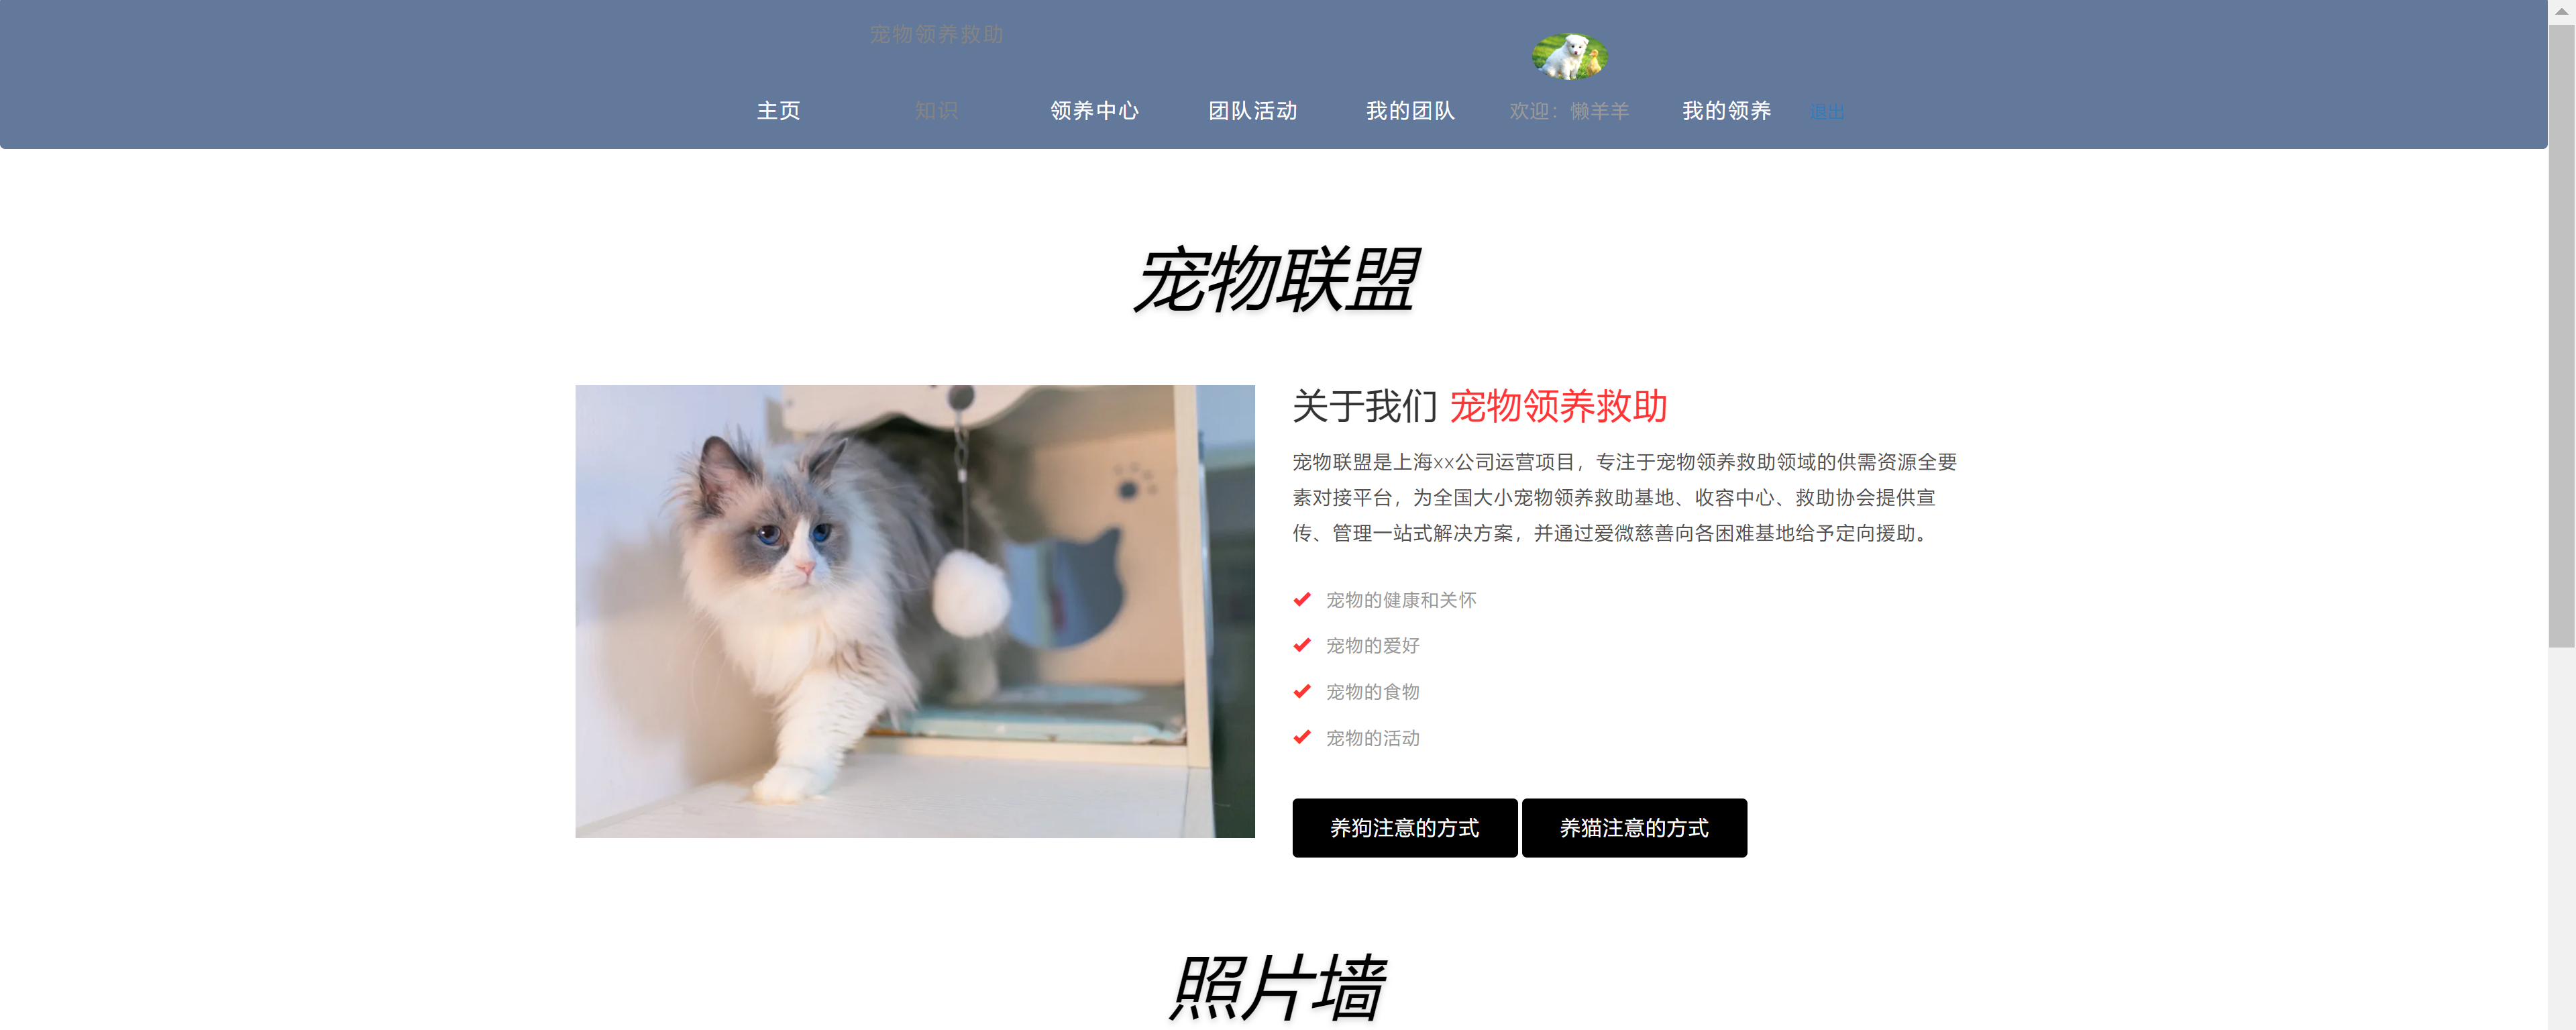 宠物领养救助
主页
知识
领养中心
团队活动
我的团队
欢迎：懒羊羊
我的领养
退出
宠物联盟
关于我们 宠物领养救助
宠物联盟是上海xx公司运营项目，专注于宠物领养救助领域的供需资源全要
素对接平台，为全国大小宠物领养救助基地、收容中心、救助协会提供宣
传、管理一站式解决方案，并通过爱微慈善向各困难基地给予定向援助。
宠物的健康和关怀
宠物的爱好
宠物的食物
宠物的活动
养狗注意的方式
养猫注意的方式
照片墙